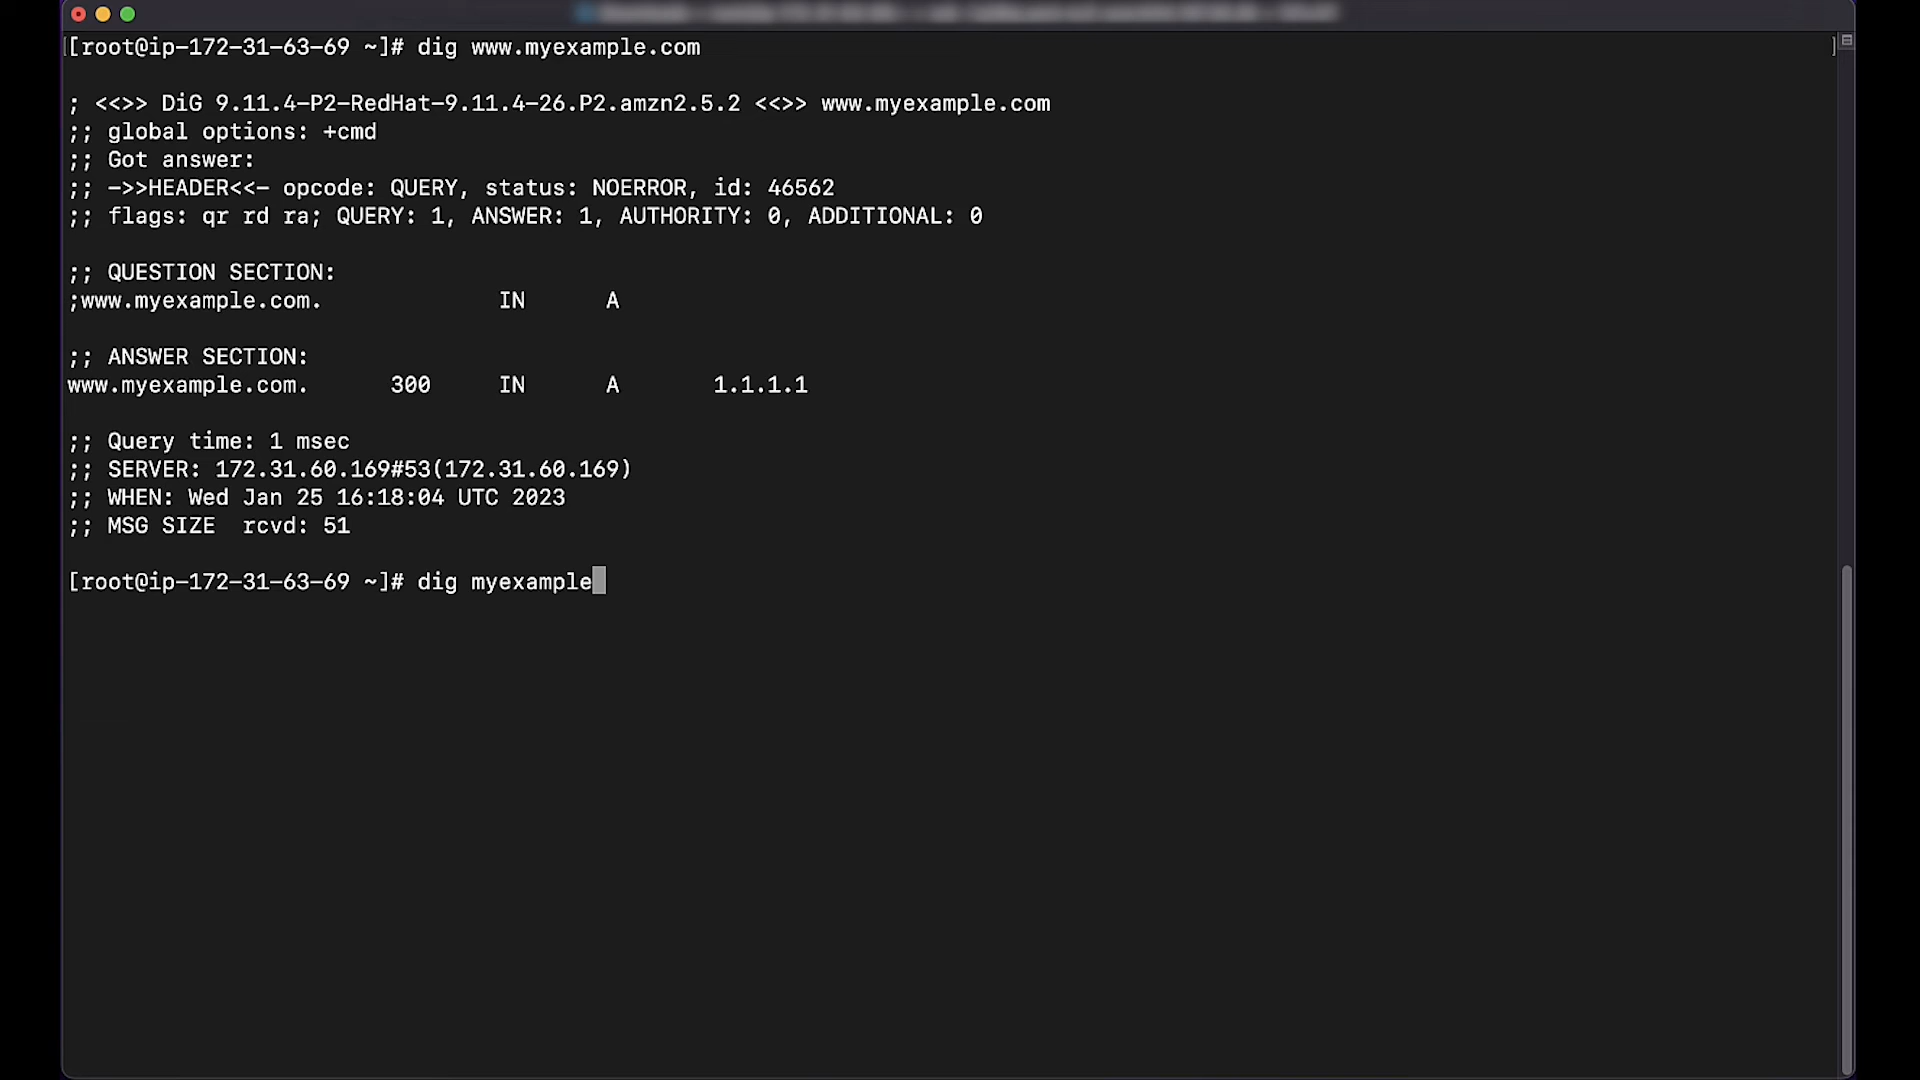 [root@ip-172-31-63-69 ~]# dig www.myexample.com
; <<>> DiG 9.11.4-P2-RedHat-9.11.4-26.P2.amzn2.5.2 <<>> www.myexample.com
;; global options: +cmd
;; Got answer:
;; ->>HEADER<<- opcode: QUERY, status: NOERROR, id: 46562
;; flags: qr rd ra; QUERY: 1, ANSWER: 1, AUTHORITY: 0, ADDITIONAL: 0
;; QUESTION SECTION:
;www.myexample.com. IN A
;; ANSWER SECTION:
www.myexample.com. 300 IN A 1.1.1.1
;; Query time: 1 msec
;; SERVER: 172.31.60.169#53(172.31.60.169)
;; WHEN: Wed Jan 25 16:18:04 UTC 2023
;; MSG SIZE  rcvd: 51
[root@ip-172-31-63-69 ~]# dig myexample